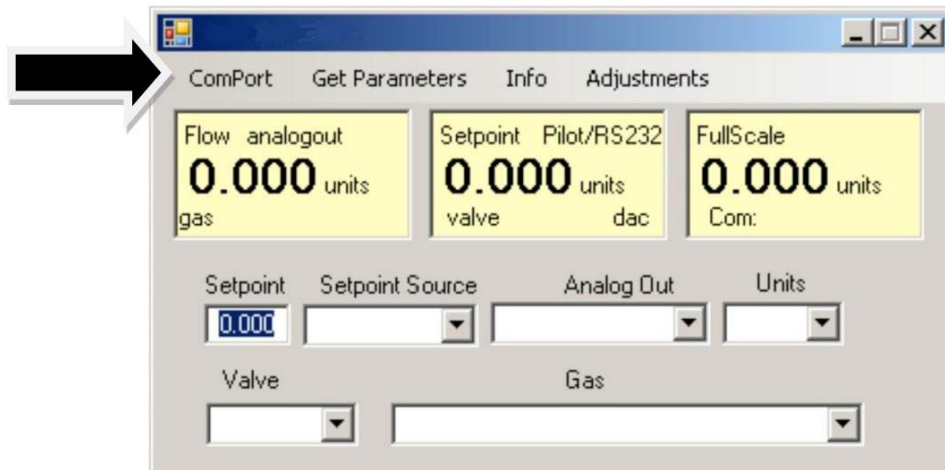 ComPort Get Parameters Info Adjustments
Flow analogout
0.000 units
gas
Setpoint Pilot/RS232
0.000 units
valve dac
FullScale
0.000 units
Com:
Setpoint Setpoint Source Analog Out Units
0.000
Valve Gas